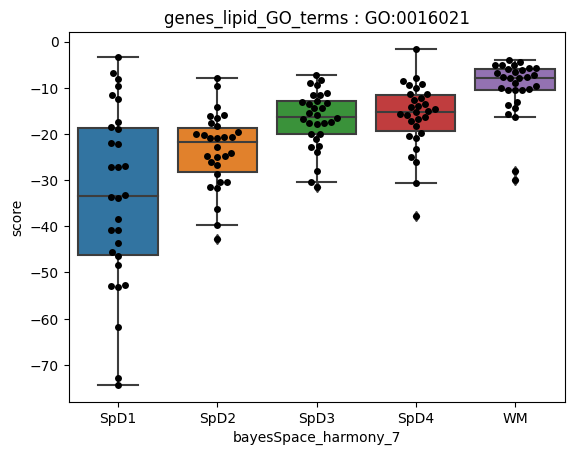 genes_lipid_GO_terms : GO:0016021
0
−10
−20
−30
−40
−50
−60
−70
score
SpD1 SpD2 SpD3 SpD4 WM
bayesSpace_harmony_7